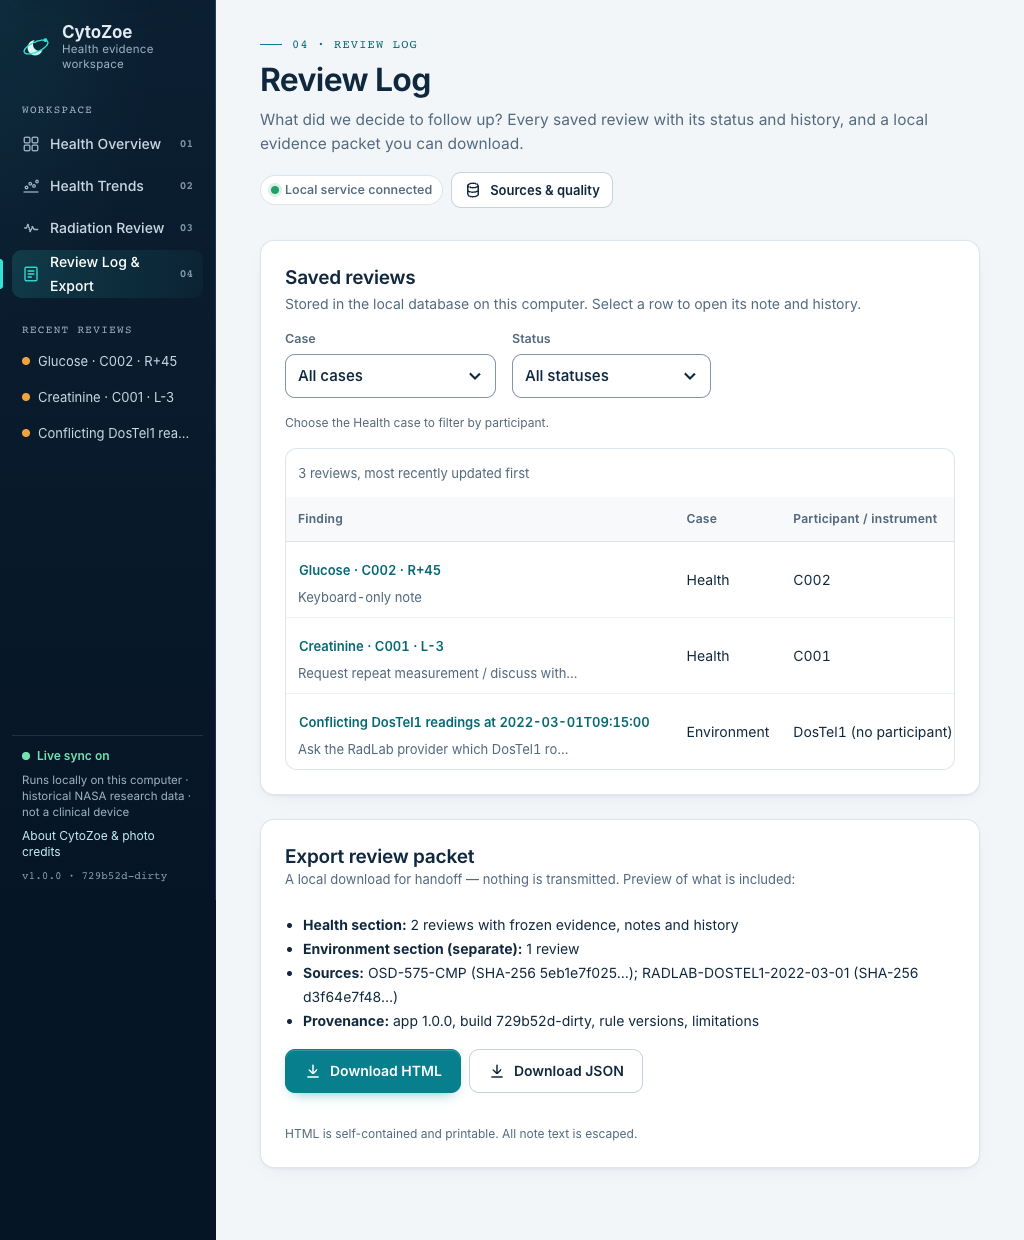 CytoZoe
Health evidence
workspace
WORKSPACE
Health Overview 01
Health Trends 02
Radiation Review 03
Review Log &
Export 04
RECENT REVIEWS
Glucose · C002 · R+45
Creatinine · C001 · L-3
Conflicting DosTel1 rea...
Live sync on
Runs locally on this computer ·
historical NASA research data ·
not a clinical device
About CytoZoe & photo
credits
v1.0.0 · 729b52d-dirty
04 · REVIEW LOG
Review Log
What did we decide to follow up? Every saved review with its status and history, and a local
evidence packet you can download.
Local service connected
Sources & quality
Saved reviews
Stored in the local database on this computer. Select a row to open its note and history.
Case Status
All cases All statuses
Choose the Health case to filter by participant.
3 reviews, most recently updated first
Finding Case Participant / instrument
Glucose · C002 · R+45
Keyboard-only note
Health C002
Creatinine · C001 · L-3
Request repeat measurement / discuss with...
Health C001
Conflicting DosTel1 readings at 2022-03-01T09:15:00
Ask the RadLab provider which DosTel1 ro...
Environment DosTel1 (no participant)
Export review packet
A local download for handoff — nothing is transmitted. Preview of what is included:
• Health section: 2 reviews with frozen evidence, notes and history
• Environment section (separate): 1 review
• Sources: OSD-575-CMP (SHA-256 5eb1e7f025...); RADLAB-DOSTEL1-2022-03-01 (SHA-256
d3f64e7f48...)
• Provenance: app 1.0.0, build 729b52d-dirty, rule versions, limitations
Download HTML Download JSON
HTML is self-contained and printable. All note text is escaped.